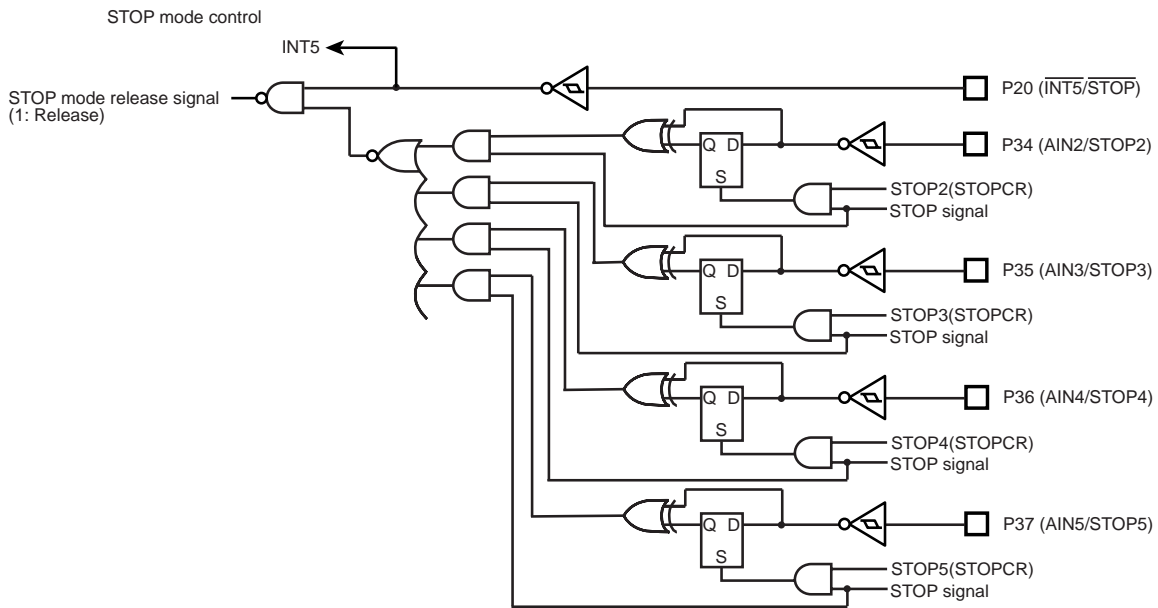 STOP mode control
INT5
STOP mode release signal
(1: Release)
P20 (INT5/STOP)
P34 (AIN2/STOP2)
Q D
S
STOP2(STOPCR)
STOP signal
P35 (AIN3/STOP3)
Q D
S
STOP3(STOPCR)
STOP signal
P36 (AIN4/STOP4)
Q D
S
STOP4(STOPCR)
STOP signal
P37 (AIN5/STOP5)
Q D
S
STOP5(STOPCR)
STOP signal